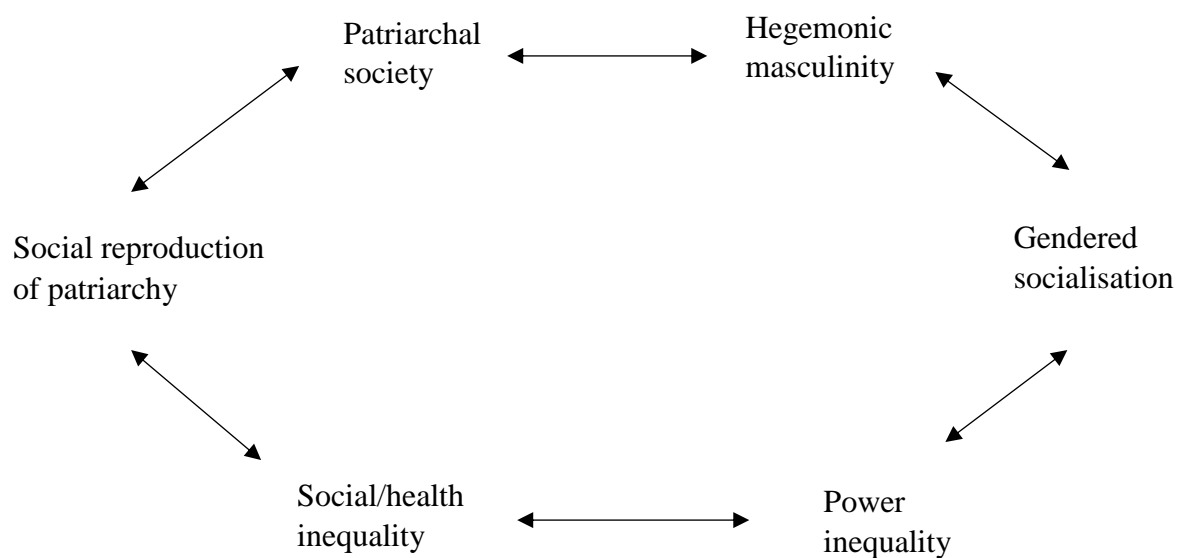 Patriarchal
society
Hegemonic
masculinity
Social reproduction
of patriarchy
Gendered
socialisation
Social/health
inequality
Power
inequality